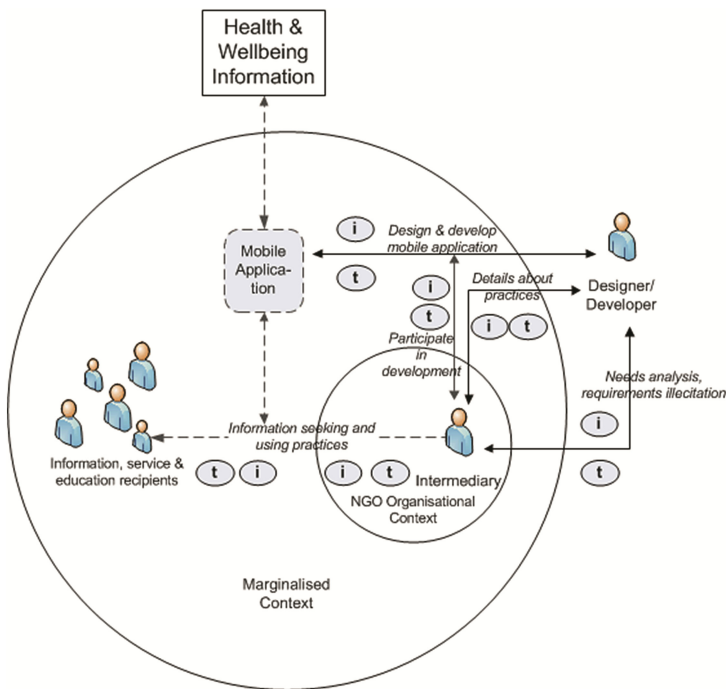 Health &
Wellbeing
Information
i
Design & develop
mobile application
Mobile
Applica-
tion
t
i
t
Details about
practices
i t
Designer/
Developer
Participate
in
development
Needs analysis,
requirements illecitation
i
t
Information seeking and
using practices
Information, service &
education recipients
t i
i t
Intermediary
NGO Organisational
Context
Marginalised
Context